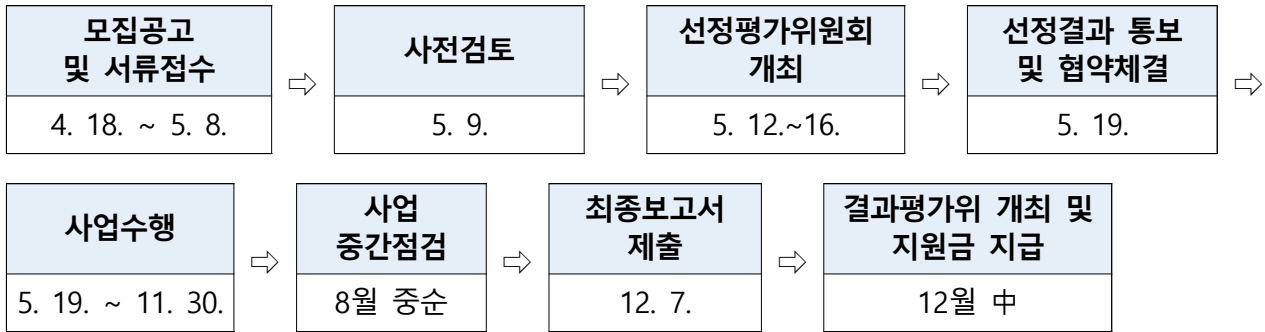 모집공고
및 서류접수
4. 18. ~ 5. 8.
⇨
사전검토
5. 9.
⇨
선정평가위원회
개최
5. 12.~16.
⇨
선정결과 통보
및 협약체결
5. 19.
⇨
사업수행
5. 19. ~ 11. 30.
⇨
사업
중간점검
8월 중순
⇨
최종보고서
제출
12. 7.
⇨
결과평가위 개최 및
지원금 지급
12월 中